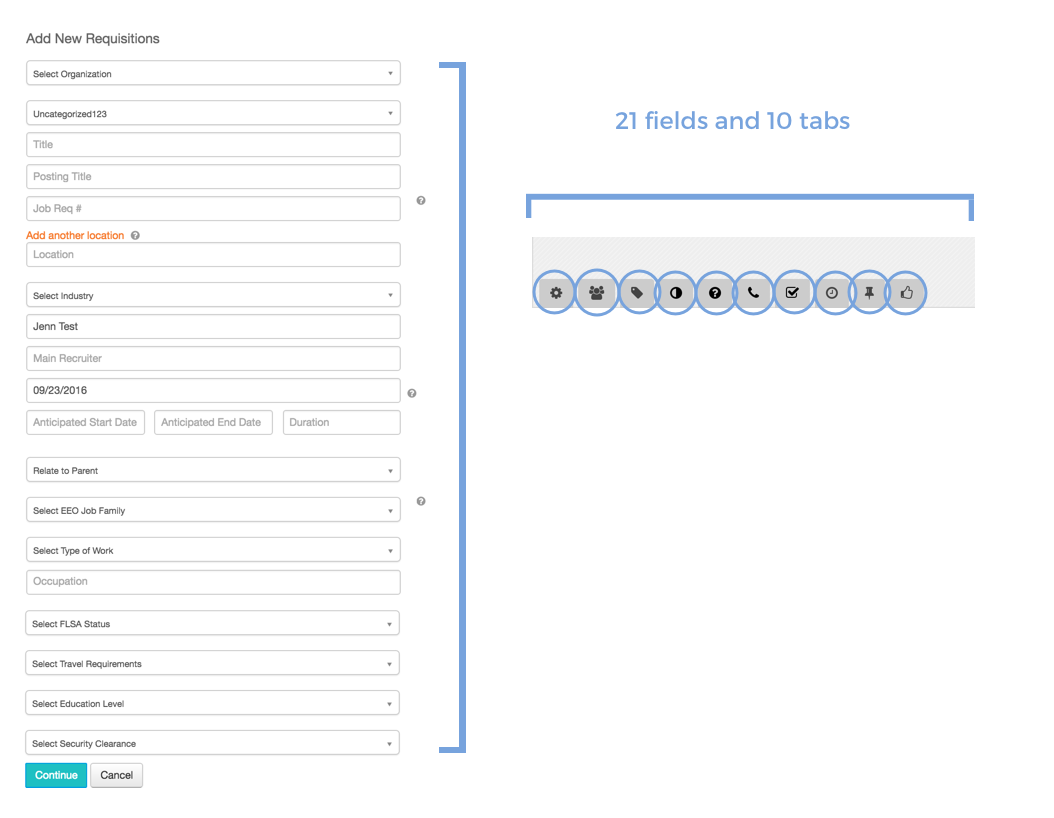 Add New Requisitions
Select Organization
Uncategorized123
Title
Posting Title
Job Req #
Add another location
Location
Select Industry
Jenn Test
Main Recruiter
09/23/2016
Anticipated Start Date Anticipated End Date Duration
Relate to Parent
Select EEO Job Family
Select Type of Work
Occupation
Select FLSA Status
Select Travel Requirements
Select Education Level
Select Security Clearance
Continue Cancel
21 fields and 10 tabs